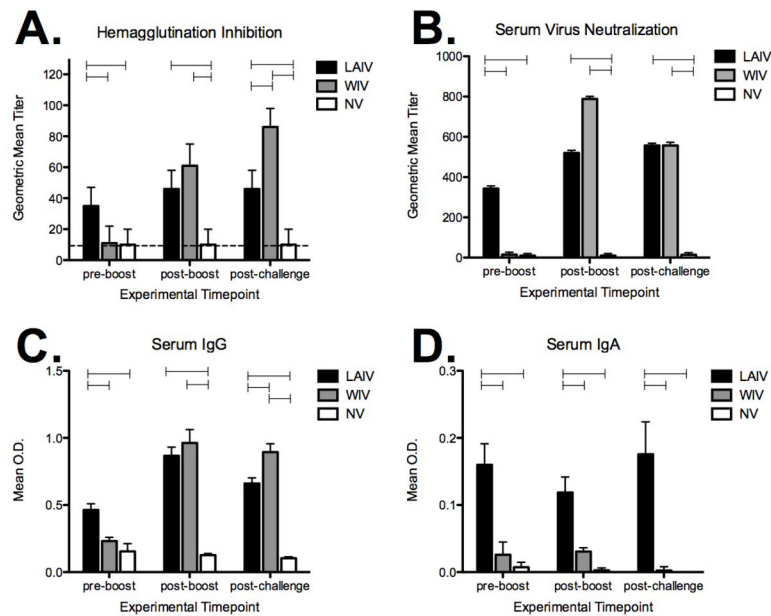 A.
Hemagglutination Inhibition
Geometric Mean Titer
120
100
80
60
40
20
0
LAIV
WIV
NV
pre-boost post-boost post-challenge
Experimental Timepoint
B.
Serum Virus Neutralization
Geometric Mean Titer
1000
800
600
400
200
0
LAIV
WIV
NV
pre-boost post-boost post-challenge
Experimental Timepoint
C.
Serum IgG
Mean O.D.
1.5
1.0
0.5
0.0
LAIV
WIV
NV
pre-boost post-boost post-challenge
Experimental Timepoint
D.
Serum IgA
Mean O.D.
0.3
0.2
0.1
0.0
LAIV
WIV
NV
pre-boost post-boost post-challenge
Experimental Timepoint